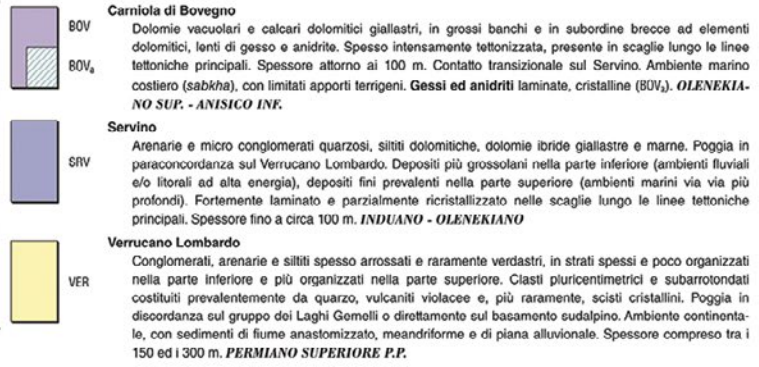 Carniola di Bovegno
BOV
Dolomie vacuolari e calcari dolomitici giallastri, in grossi banchi e in subordine brecce ad elementi
dolomitici, lenti di gesso e anidrite. Spesso intensamente tettonizzata, presente in scaglie lungo le linee
BOVa
tettoniche principali. Spessore attorno ai 100 m. Contatto transizionale sul Servino. Ambiente marino
costiero (sabkha), con limitati apporti terrigeni. Gessi ed anidriti laminate, cristalline (BOVa). OLENEKIA-
NO SUP. - ANISICO INF.
Servino
Arenarie e micro conglomerati quarzosi, siltiti dolomitiche, dolomie ibride giallastre e marne. Poggia in
SRV
paraconcordanza sul Verrucano Lombardo. Depositi più grossolani nella parte inferiore (ambienti fluviali
e/o litorali ad alta energia), depositi fini prevalenti nella parte superiore (ambienti marini via via più
profondi). Fortemente laminato e parzialmente ricristallizzato nelle scaglie lungo le linee tettoniche
principali. Spessore fino a circa 100 m. INDUANO - OLENEKIANO
Verrucano Lombardo
Conglomerati, arenarie e siltiti spesso arrossati e raramente verdastri, in strati spessi e poco organizzati
VER
nella parte inferiore e più organizzati nella parte superiore. Clasti pluricentimetrici e subarrotondati
costituiti prevalentemente da quarzo, vulcaniti violacee e, più raramente, scisti cristallini. Poggia in
discordanza sul gruppo dei Laghi Gemelli o direttamente sul basamento sudalpino. Ambiente continenta-
le, con sedimenti di fiume anastomizzato, meandriforme e di piana alluvionale. Spessore compreso tra i
150 ed i 300 m. PERMIANO SUPERIORE P.P.